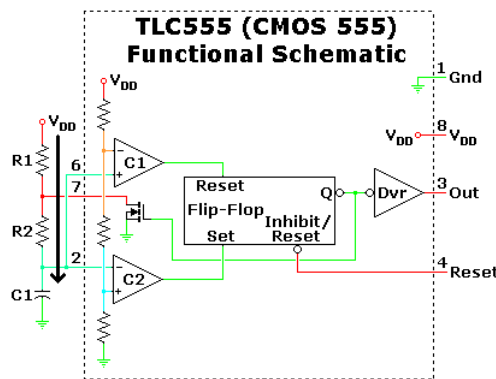 TLC555 (CMOS 555)
Functional Schematic
1
Gnd
VDD
8
VDD
VDD
VDD
R1
6
C1
7
Reset
Q
Dvr
3
Out
Flip-Flop
R2
Inhibit/
Reset
Set
2
4
Reset
C1
C2